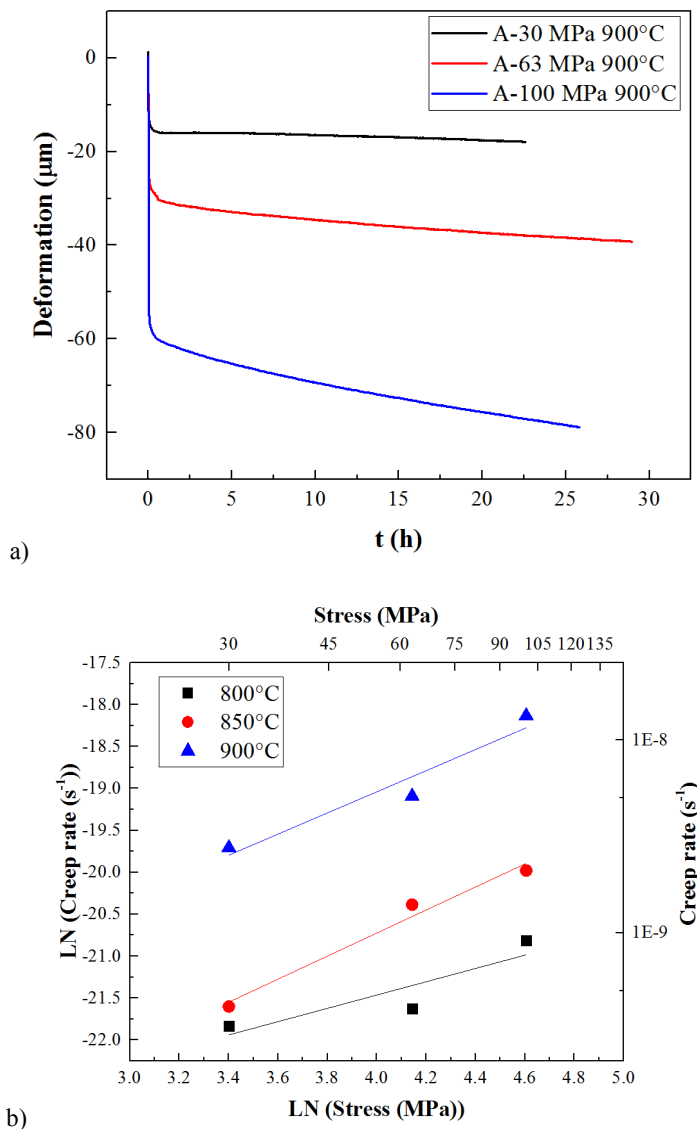 A-30 MPa 900°C
A-63 MPa 900°C
A-100 MPa 900°C
0
-20
-40
-60
-80
Deformation (μm)
0 5 10 15 20 25 30
t (h)
a)
Stress (MPa)
30 45 60 75 90 105 120 135
-17.5
-18.0
-18.5
-19.0
-19.5
-20.0
-20.5
-21.0
-21.5
-22.0
LN (Creep rate (s⁻¹))
800°C
850°C
900°C
1E-8
1E-9
Creep rate (s⁻¹)
3.0 3.2 3.4 3.6 3.8 4.0 4.2 4.4 4.6 4.8 5.0
LN (Stress (MPa))
b)